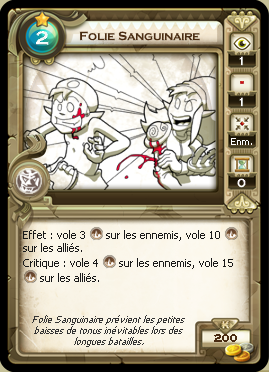 2
Folie Sanguinaire
1
1
Enm.
0
Effet : vole 3 sur les ennemis, vole 10
sur les alliés.
Critique : vole 4 sur les ennemis, vole 15
sur les alliés.
Folie Sanguinaire prévient les petites
baisses de tonus inévitables lors des
longues batailles.
200